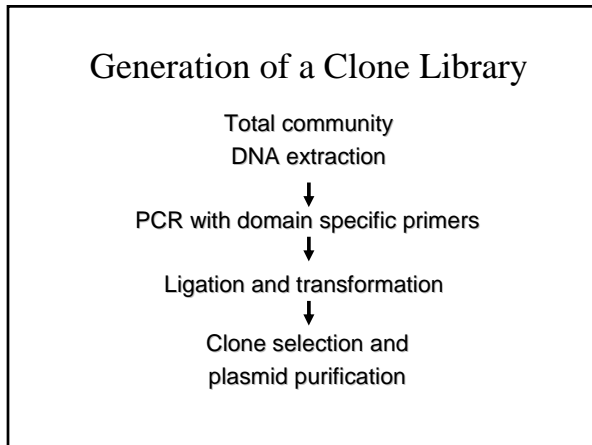 Generation of a Clone Library
Total community
DNA extraction
PCR with domain specific primers
Ligation and transformation
Clone selection and
plasmid purification